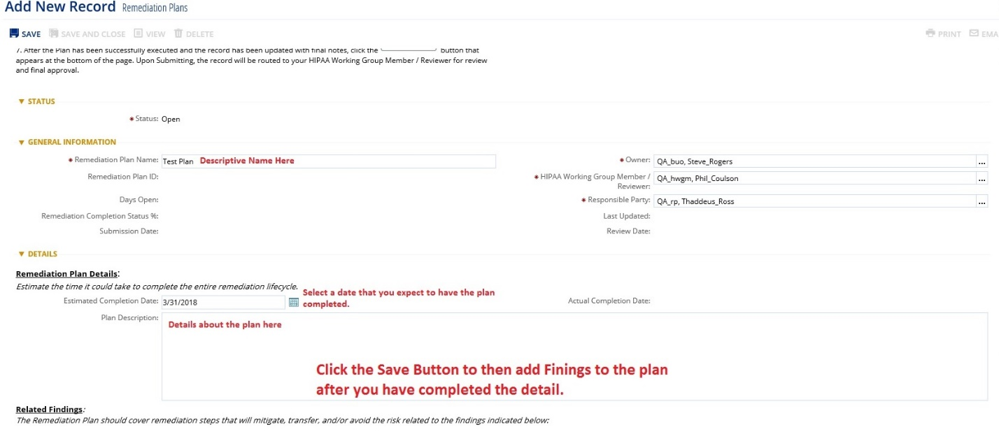 Add New Record Remediation Plans
SAVE SAVE AND CLOSE VIEW DELETE PRINT EMA
7. After the Plan has been successfully executed and the record has been updated with final notes, click the button that
appears at the bottom of the page. Upon Submitting, the record will be routed to your HIPAA Working Group Member / Reviewer for review
and final approval.
▼ STATUS
* Status: Open
▼ GENERAL INFORMATION
* Remediation Plan Name: Test Plan Descriptive Name Here
* Owner: QA_buo, Steve_Rogers ...
Remediation Plan ID:
* HIPAA Working Group Member /
Reviewer:
QA_hwgm, Phil_Coulson ...
Days Open:
* Responsible Party: QA_rp, Thaddeus_Ross ...
Remediation Completion Status %:
Last Updated:
Submission Date:
Review Date:
▼ DETAILS
Remediation Plan Details:
Estimate the time it could take to complete the entire remediation lifecycle.
Select a date that you expect to have the plan
completed.
Estimated Completion Date: 3/31/2018
Actual Completion Date:
Plan Description:
Details about the plan here
Click the Save Button to then add Finings to the plan
after you have completed the detail.
Related Findings:
The Remediation Plan should cover remediation steps that will mitigate, transfer, and/or avoid the risk related to the findings indicated below: